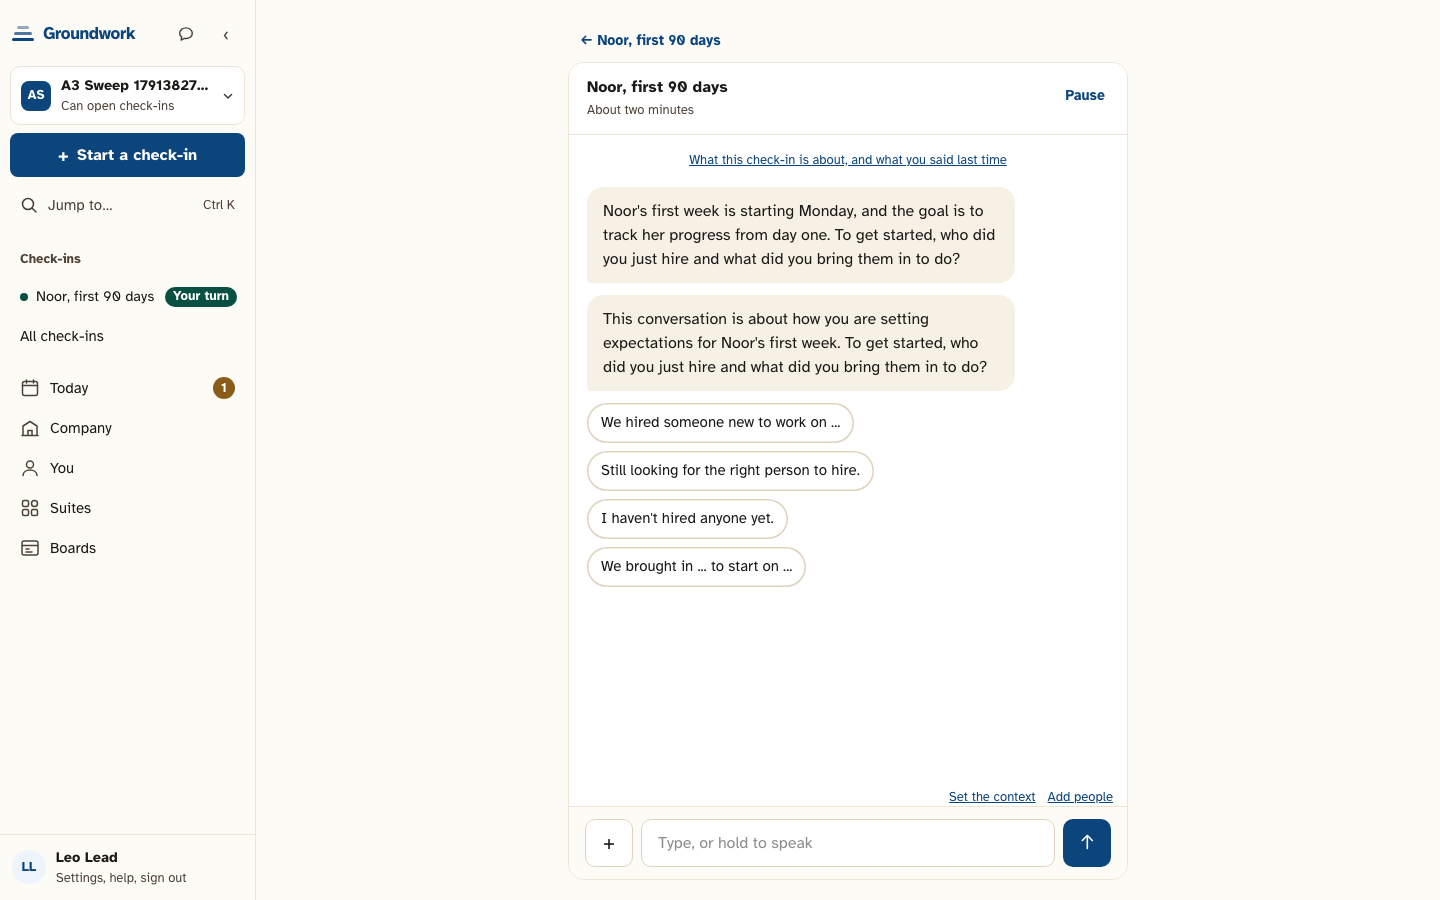 Groundwork
AS
A3 Sweep 17913827...
Can open check-ins
+ Start a check-in
Jump to...
Ctrl K
Check-ins
Noor, first 90 days
Your turn
All check-ins
Today
1
Company
You
Suites
Boards
LL
Leo Lead
Settings, help, sign out
← Noor, first 90 days
Noor, first 90 days
About two minutes
Pause
What this check-in is about, and what you said last time
Noor's first week is starting Monday, and the goal is to
track her progress from day one. To get started, who did
you just hire and what did you bring them in to do?
This conversation is about how you are setting
expectations for Noor's first week. To get started, who
did you just hire and what did you bring them in to do?
We hired someone new to work on ...
Still looking for the right person to hire.
I haven't hired anyone yet.
We brought in ... to start on ...
Set the context
Add people
+
Type, or hold to speak